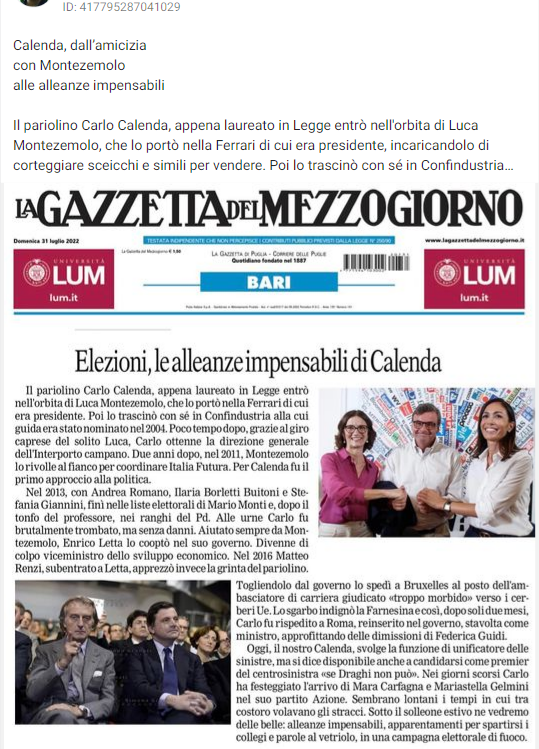 ID: 417795287041029
Calenda, dall'amicizia
con Montezemolo
alle alleanze impensabili
Il pariolino Carlo Calenda, appena laureato in Legge entrò nell'orbita di Luca
Montezemolo, che lo portò nella Ferrari di cui era presidente, incaricandolo di
corteggiare sceicchi e simili per vendere. Poi lo trascinò con sé in Confindustria…
LA GAZZETTA DEL MEZZOGIORNO
Domenica 31 luglio 2022
TESTATA INDIPENDENTE CHE NON PERCEPISCE I CONTRIBUTI PUBBLICI PREVISTI DALLA LEGGE N° 250/90
www.lagazzettadelmezzogiorno.it
UNIVERSITÀ
LUM
lum.it
La Gazzetta del Mezzogiorno € 1,50
LA GAZZETTA DI PUGLIA - CORRIERE DELLE PUGLIE
Quotidiano fondato nel 1887
BARI
UNIVERSITÀ
LUM
lum.it
Elezioni, le alleanze impensabili di Calenda
Il pariolino Carlo Calenda, appena laureato in Legge entrò
nell'orbita di Luca Montezemolo, che lo portò nella Ferrari di cui
era presidente. Poi lo trascinò con sé in Confindustria alla cui
guida era stato nominato nel 2004. Poco tempo dopo, grazie al giro
caprese del solito Luca, Carlo ottenne la direzione generale
dell'Interporto campano. Due anni dopo, nel 2011, Montezemolo
lo rivolle al fianco per coordinare Italia Futura. Per Calenda fu il
primo approccio alla politica.
Nel 2013, con Andrea Romano, Ilaria Borletti Buitoni e Ste-
fania Giannini, finì nelle liste elettorali di Mario Monti e, dopo il
tonfo del professore, nei ranghi del Pd. Alle urne Carlo fu
brutalmente trombato, ma senza danni. Aiutato sempre da Mon-
tezemolo, Enrico Letta lo cooptò nel suo governo. Divenne di
colpo viceministro dello sviluppo economico. Nel 2016 Matteo
Renzi, subentrato a Letta, apprezzò invece la grinta del pariolino.
Togliendolo dal governo lo spedì a Bruxelles al posto dell'am-
basciatore di carriera giudicato «troppo morbido» verso i cer-
beri Ue. Lo sgarbo indignò la Farnesina e così, dopo soli due mesi,
Carlo fu rispedito a Roma, reinserito nel governo, stavolta come
ministro, approfittando delle dimissioni di Federica Guidi.
Oggi, il nostro Calenda, svolge la funzione di unificatore delle
sinistre, ma si dice disponibile anche a candidarsi come premier
del centrosinistra «se Draghi non può». Nei giorni scorsi Carlo
ha festeggiato l'arrivo di Mara Carfagna e Mariastella Gelmini
nel suo partito Azione. Sembrano lontani i tempi in cui tra
costoro volavano gli stracci. Sotto il solleone estivo ne vedremo
delle belle: alleanze impensabili, apparentamenti per spartirsi i
collegi e parole al vetriolo, in una campagna elettorale di fuoco.